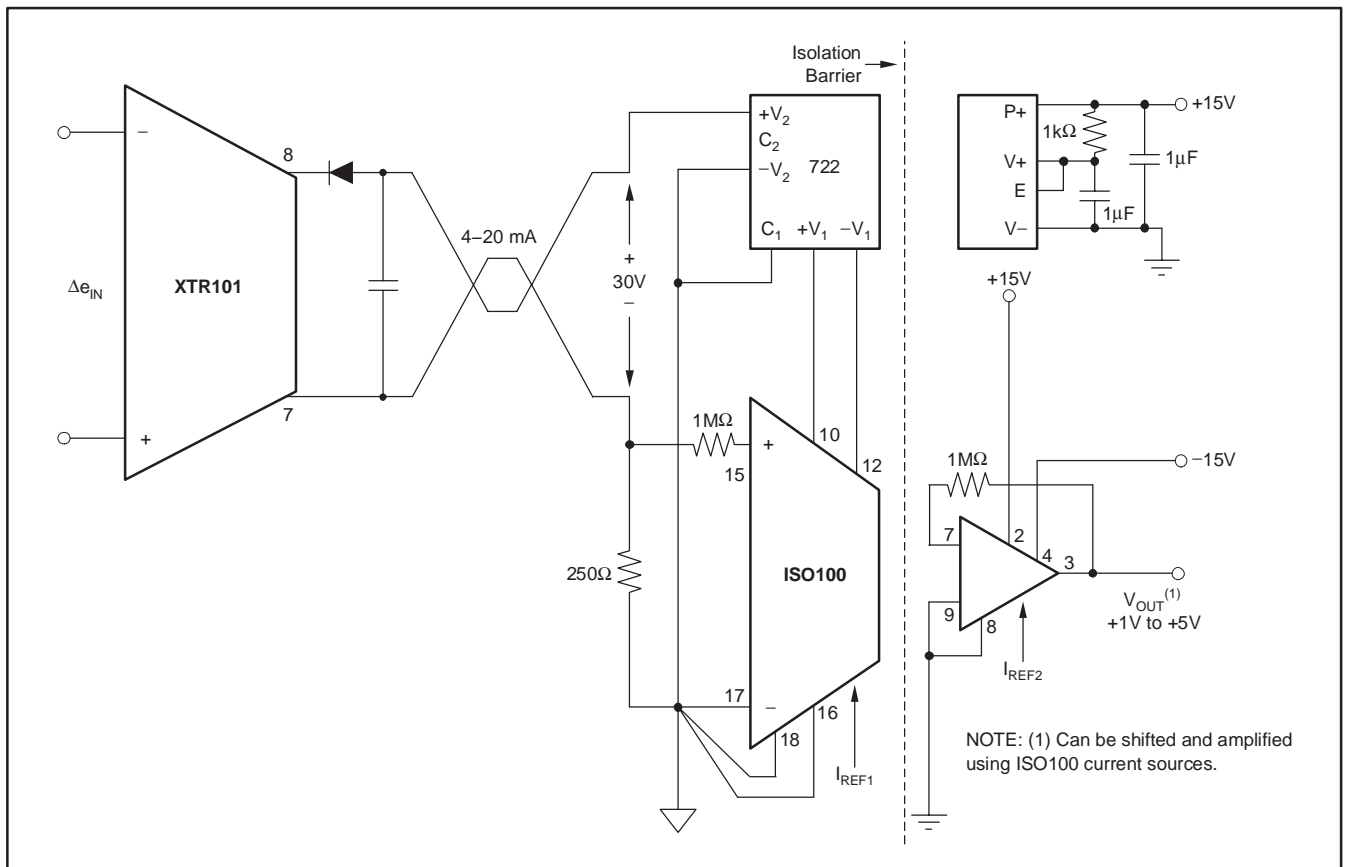 Isolation
Barrier
+V2
C2
−V2
722
C1 +V1 −V1
P+
V+
E
V−
1kΩ
1µF
1µF
+15V
−
8
4–20 mA
ΔeIN
XTR101
7
+
+
30V
−
+15V
−15V
1MΩ
+
15
10
12
250Ω
ISO100
17
−
18
16
IREF1
1MΩ
7
2
4
3
9
8
IREF2
VOUT(1)
+1V to +5V
NOTE: (1) Can be shifted and amplified
using ISO100 current sources.